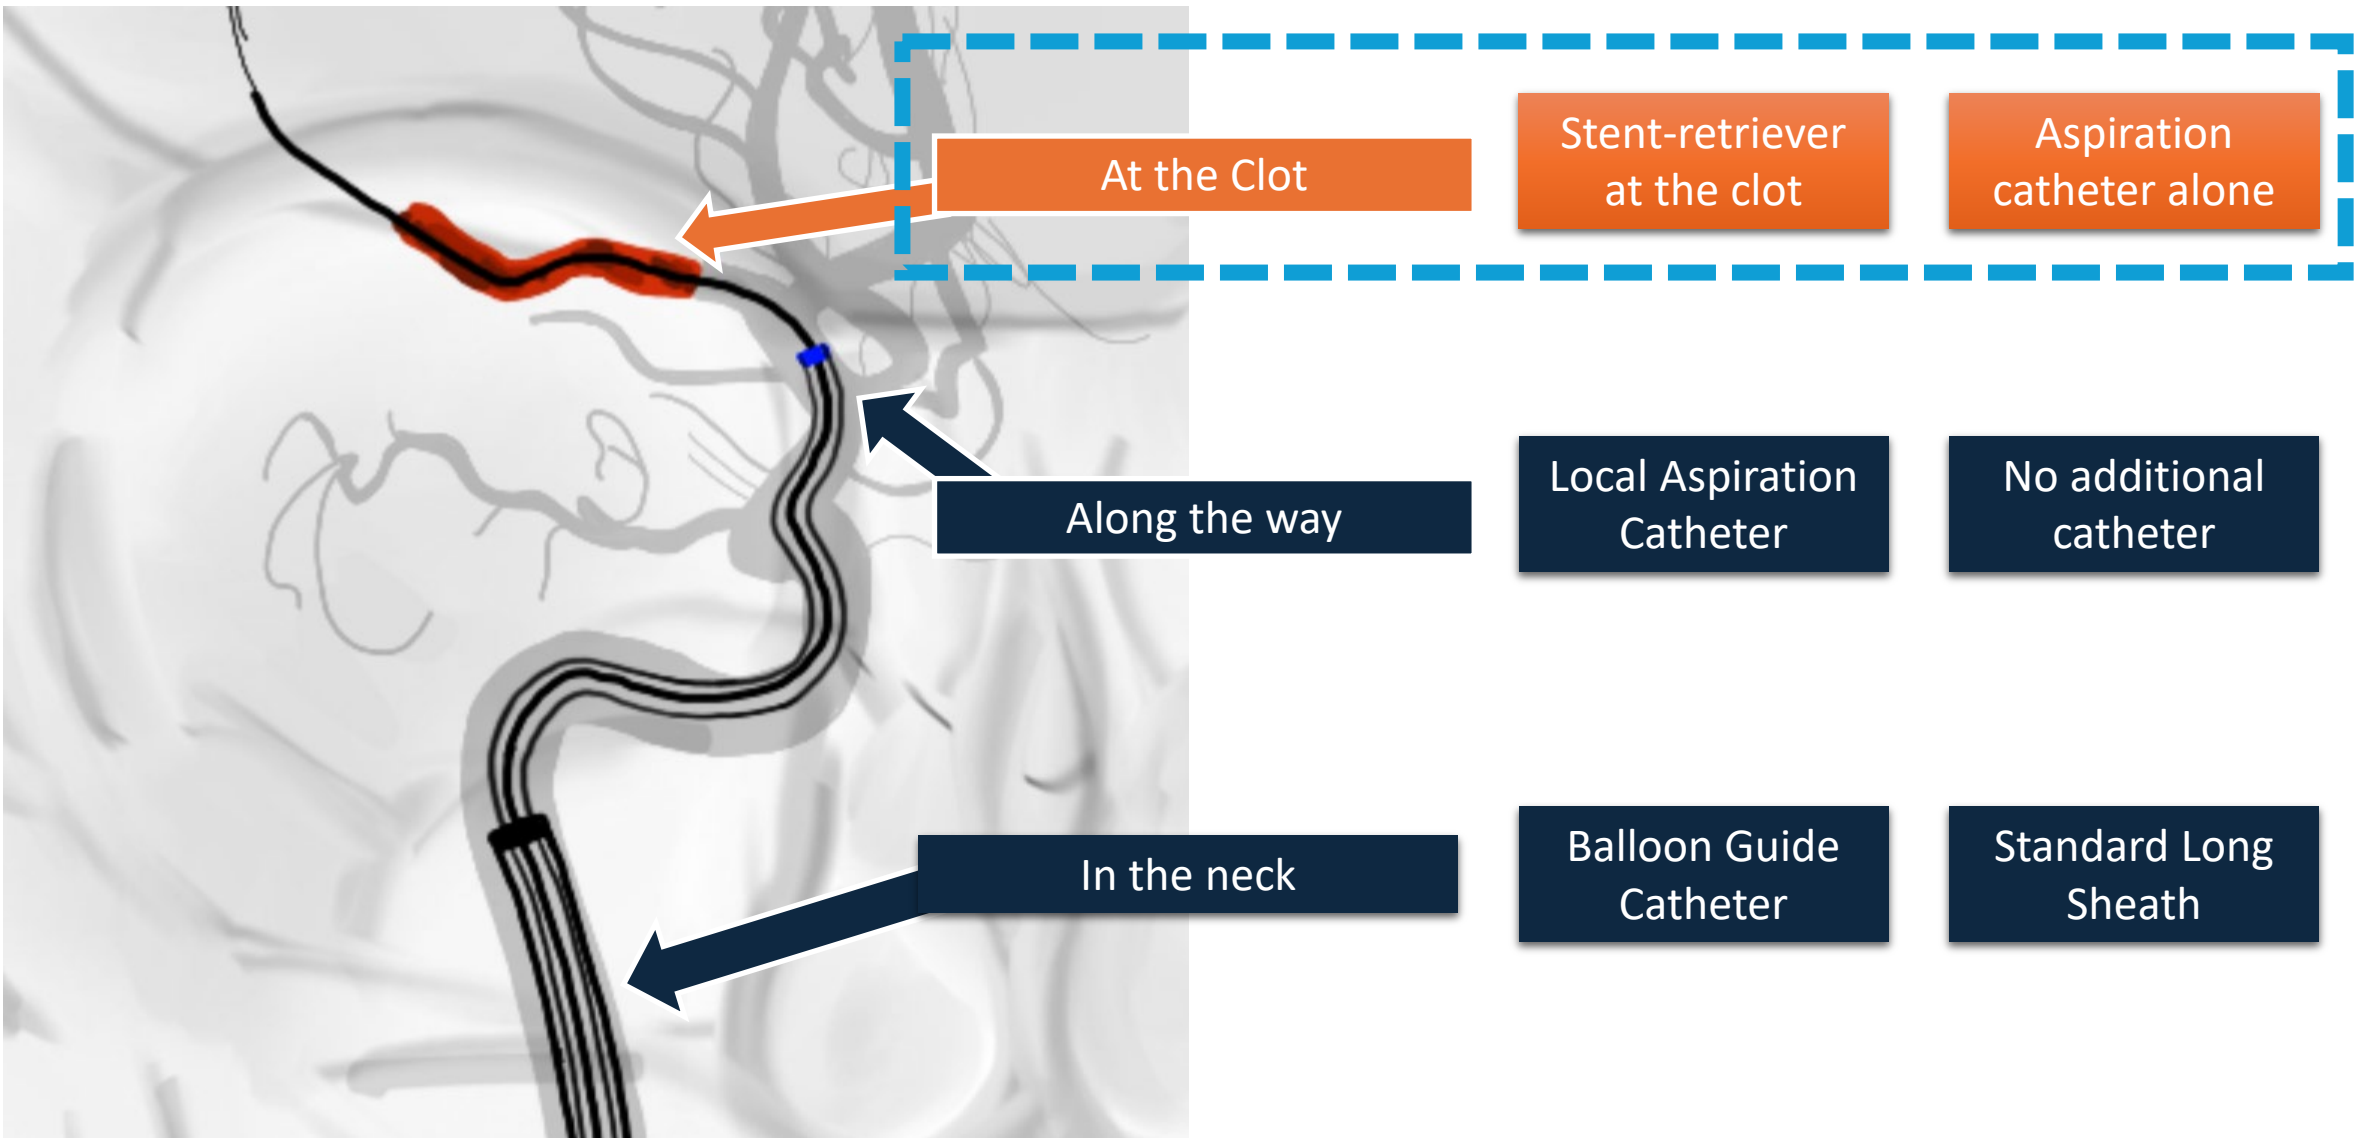 At the Clot
Stent-retriever
at the clot
Aspiration
catheter alone
Along the way
Local Aspiration
Catheter
No additional
catheter
In the neck
Balloon Guide
Catheter
Standard Long
Sheath